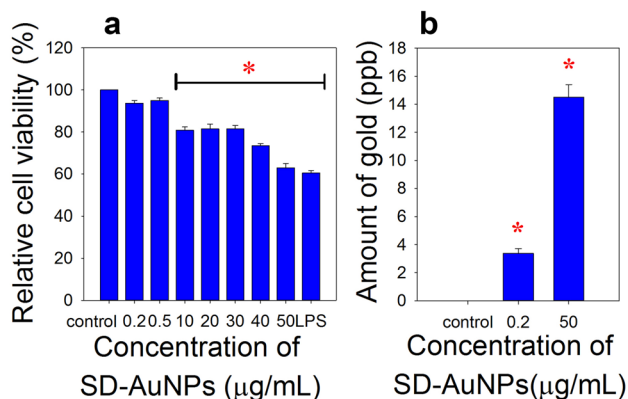 a
Relative cell viability (%)
120
100
80
60
40
20
0
*
control 0.2 0.5 10 20 30 40 50LPS
Concentration of
SD-AuNPs (μg/mL)
b
Amount of gold (ppb)
18
16
14
12
10
8
6
4
2
0
*
*
control 0.2 50
Concentration of
SD-AuNPs(μg/mL)